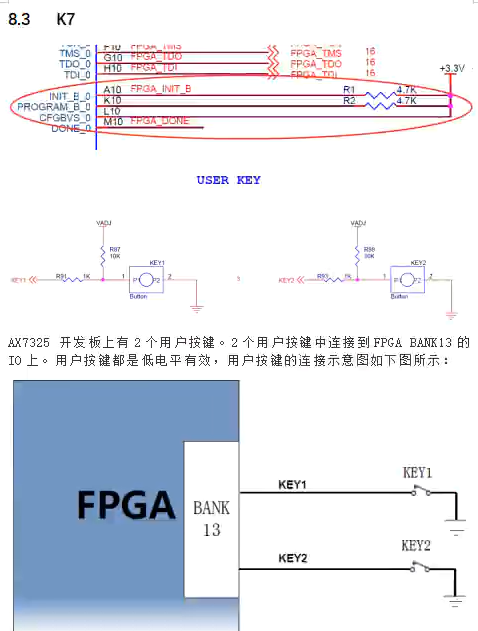 8.3 K7
TMS_0 F10 FPGA_TMS FPGA_TMS 16
TDO_0 G10 FPGA_TDO FPGA_TDO 16
TDI_0 H10 FPGA_TDI FPGA_TDI 16
+3.3V
INIT_B_0 A10 FPGA_INIT_B R1 4.7K
PROGRAM_B_0 K10 R2 4.7K
CFGBVS_0 L10
DONE_0 M10 FPGA_DONE
USER KEY
VADJ VADJ
R87 R88
10K
KEY1 KEY2
KEY1 R91 1K 1 P1 P2 2 KEY2 R93 1K 1 P2 2
Button Button
AX7325 开发板上有 2 个用户按键。2 个用户按键中连接到 FPGA BANK13 的
IO 上。用户按键都是低电平有效，用户按键的连接示意图如下图所示：
KEY1
KEY1
FPGA BANK
13
KEY2
KEY2